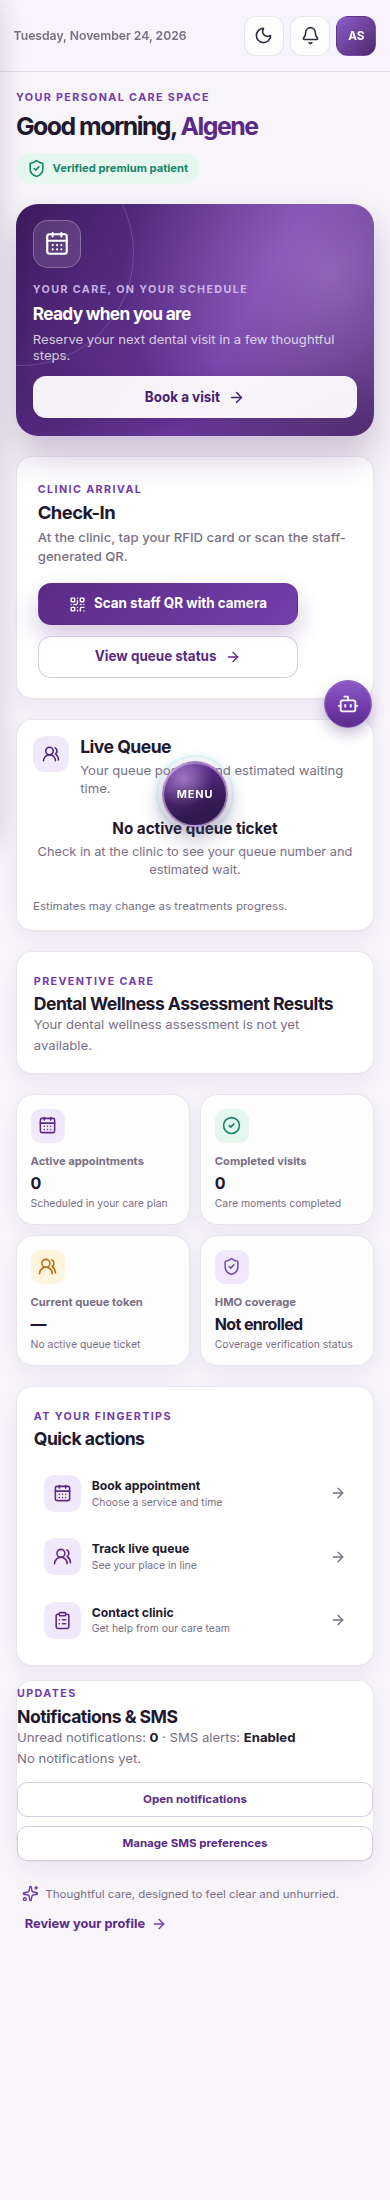 Tuesday, November 24, 2026
AS
YOUR PERSONAL CARE SPACE
Good morning, Algene
Verified premium patient
YOUR CARE, ON YOUR SCHEDULE
Ready when you are
Reserve your next dental visit in a few thoughtful
steps.
Book a visit
CLINIC ARRIVAL
Check-In
At the clinic, tap your RFID card or scan the staff-
generated QR.
Scan staff QR with camera
View queue status
Live Queue
Your queue and estimated waiting
time.
MENU
No active queue ticket
Check in at the clinic to see your queue number and
estimated wait.
Estimates may change as treatments progress.
PREVENTIVE CARE
Dental Wellness Assessment Results
Your dental wellness assessment is not yet
available.
Active appointments
0
Scheduled in your care plan
Completed visits
0
Care moments completed
Current queue token
—
No active queue ticket
HMO coverage
Not enrolled
Coverage verification status
AT YOUR FINGERTIPS
Quick actions
Book appointment
Choose a service and time
Track live queue
See your place in line
Contact clinic
Get help from our care team
UPDATES
Notifications & SMS
Unread notifications: 0 · SMS alerts: Enabled
No notifications yet.
Open notifications
Manage SMS preferences
Thoughtful care, designed to feel clear and unhurried.
Review your profile